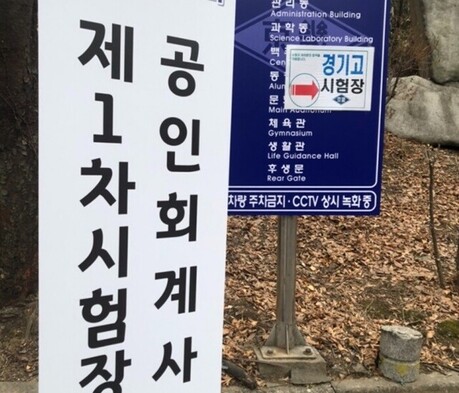 공인회계사
제1차시험장
관리동
Administration Building
과학동
Science Laboratory Building
경기고
시험장
Main Auditorium
체육관
Gymnasium
생활관
Life Guidance Hall
후생문
Rear Gate
차량 주차금지 · CCTV 상시 녹화 중